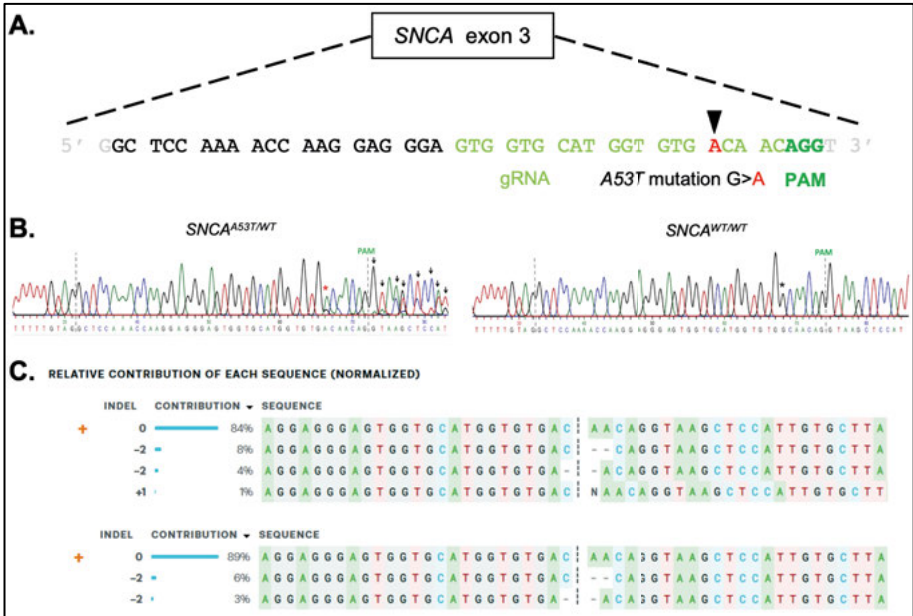 A.
SNCA exon 3
5' GGC TCC AAA ACC AAG GAG GGA GTG GTG CAT GGT GTG ACA ACAGGT 3'
gRNA A53T mutation G>A PAM
B.
SNCA^A53T/WT SNCA^WT/WT
PAM PAM
C. RELATIVE CONTRIBUTION OF EACH SEQUENCE (NORMALIZED)
INDEL CONTRIBUTION SEQUENCE
+ 0 84% AGGAGGGAGTGGTGCATGGTGTGAC AACAGGTAAGCTCCATTGTGCTTA
-2 8% AGGAGGGAGTGGTGCATGGTGTGAC --CAGGTAAGCTCCATTGTGCTTA
-2 4% AGGAGGGAGTGGTGCATGGTGTGA- -ACAGGTAAGCTCCATTGTGCTTA
+1 1% AGGAGGGAGTGGTGCATGGTGTGAC NAACAGGTAAGCTCCATTGTGCTT
INDEL CONTRIBUTION SEQUENCE
+ 0 89% AGGAGGGAGTGGTGCATGGTGTGAC AACAGGTAAGCTCCATTGTGCTTA
-2 6% AGGAGGGAGTGGTGCATGGTGTGAC --CAGGTAAGCTCCATTGTGCTTA
-2 3% AGGAGGGAGTGGTGCATGGTGTGA- -ACAGGTAAGCTCCATTGTGCTTA